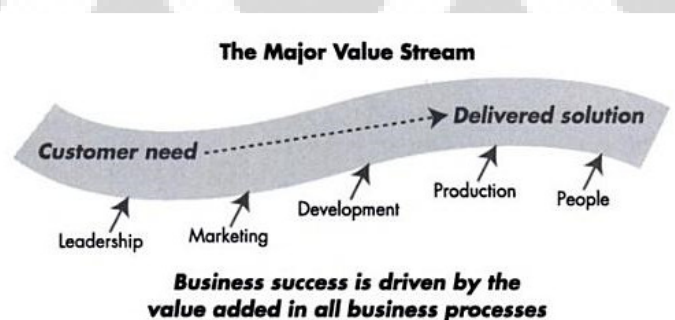 The Major Value Stream
Customer need
Delivered solution
Leadership
Marketing
Development
Production
People
Business success is driven by the
value added in all business processes